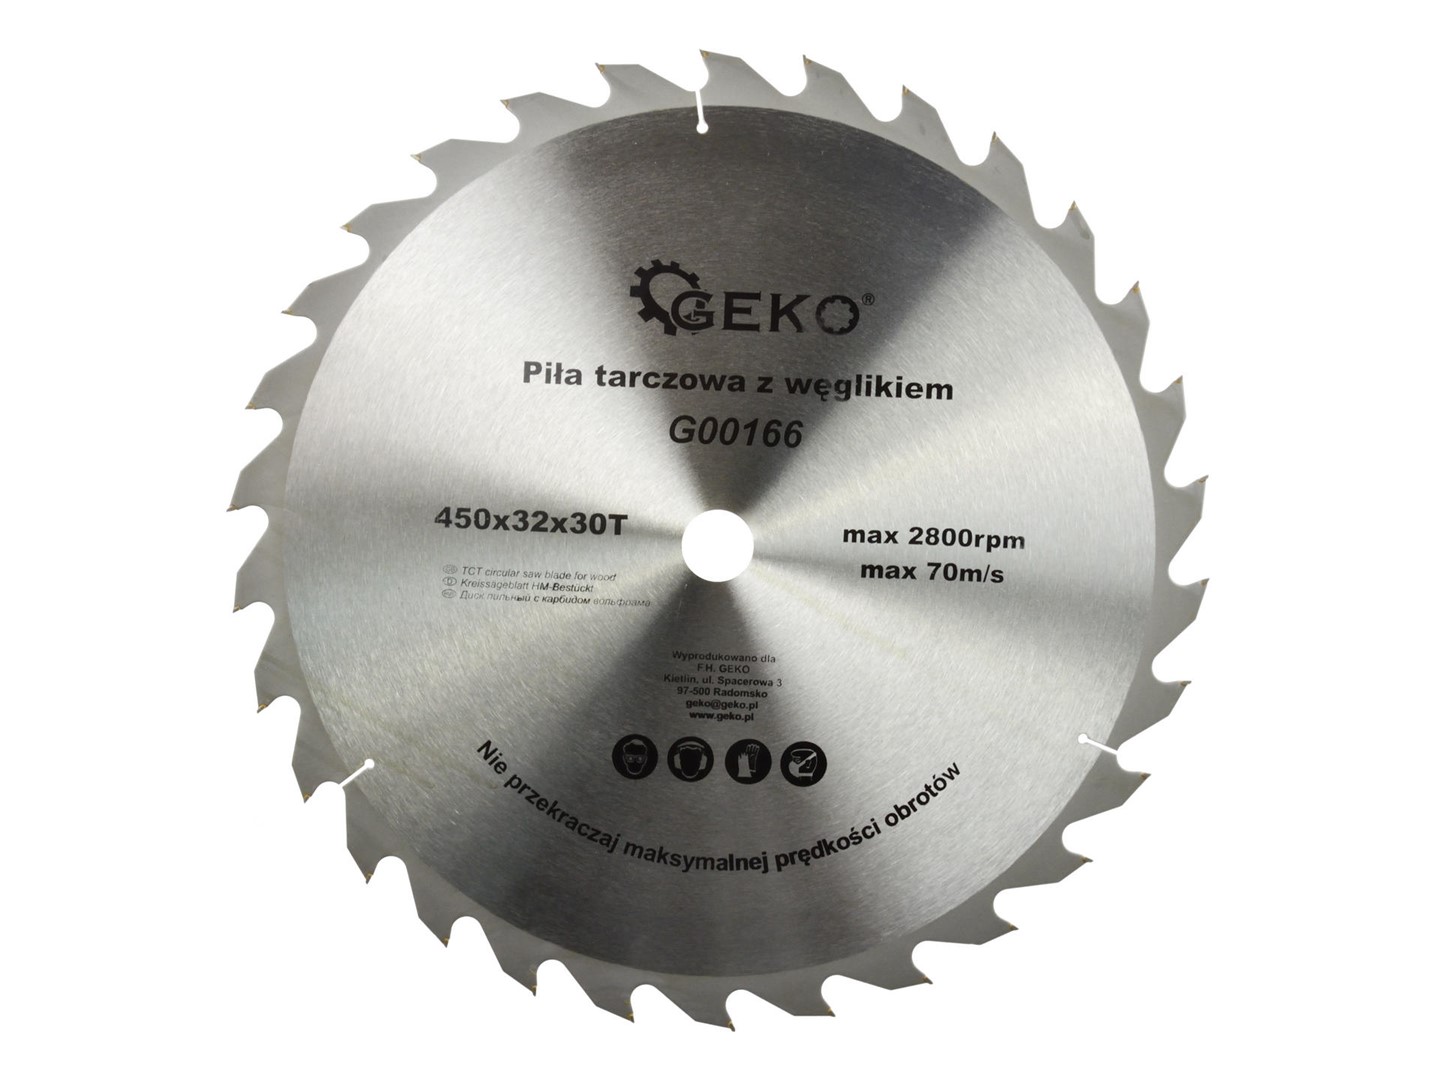 GEKO®
Piła tarczowa z węglikiem
G00166
450x32x30T
max 2800rpm
max 70m/s
GB TCT circular saw blade for wood
D Kreissageblatt HM-Bestückt
Диск пильный с карбидом вольфрама
Wyprodukowano dla
F.H. GEKO
Kietlin, ul. Spacerowa 3
97-500 Radomsko
geko@geko.pl
www.geko.pl
Nie przekraczaj maksymalnej prędkości obrotów